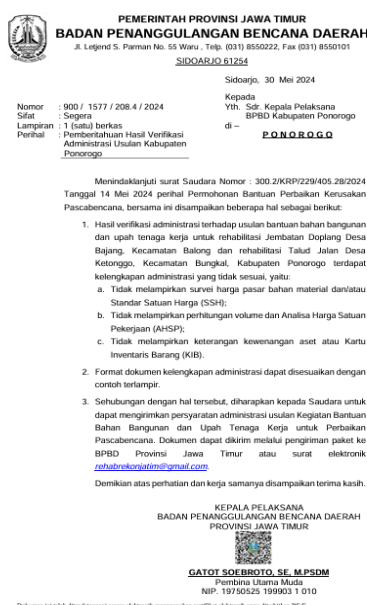 PEMERINTAH PROVINSI JAWA TIMUR
BADAN PENANGGULANGAN BENCANA DAERAH
Jl. Letjend S. Parman No. 55 Waru , Telp. (031) 8550222, Fax (031) 8550101
SIDOARJO 61254
Sidoarjo, 30 Mei 2024
Kepada
Nomor : 900 / 1577 / 208.4 / 2024
Yth. Sdr. Kepala Pelaksana
Sifat : Segera
BPBD Kabupaten Ponorogo
Lampiran : 1 (satu) berkas
di –
Perihal : Pemberitahuan Hasil Verifikasi
P O N O R O G O
Administrasi Usulan Kabupaten
Ponorogo
Menindaklanjuti surat Saudara Nomor : 300.2/KRP/229/405.28/2024
Tanggal 14 Mei 2024 perihal Permohonan Bantuan Perbaikan Kerusakan
Pascabencana, bersama ini disampaikan beberapa hal sebagai berikut:
1. Hasil verifikasi administrasi terhadap usulan bantuan bahan bangunan
dan upah tenaga kerja untuk rehabilitasi Jembatan Doplang Desa
Bajang, Kecamatan Balong dan rehabilitasi Talud Jalan Desa
Ketonggo, Kecamatan Bungkal, Kabupaten Ponorogo terdapat
kelengkapan administrasi yang tidak sesuai, yaitu:
a. Tidak melampirkan survei harga pasar bahan material dan/atau
Standar Satuan Harga (SSH);
b. Tidak melampirkan perhitungan volume dan Analisa Harga Satuan
Pekerjaan (AHSP);
c. Tidak melampirkan keterangan kewenangan aset atau Kartu
Inventaris Barang (KIB).
2. Format dokumen kelengkapan administrasi dapat disesuaikan dengan
contoh terlampir.
3. Sehubungan dengan hal tersebut, diharapkan kepada Saudara untuk
dapat mengirimkan persyaratan administrasi usulan Kegiatan Bantuan
Bahan Bangunan dan Upah Tenaga Kerja untuk Perbaikan
Pascabencana. Dokumen dapat dikirim melalui pengiriman paket ke
BPBD Provinsi Jawa Timur atau surat elektronik
rehabrekonjatim@gmail.com.
Demikian atas perhatian dan kerja samanya disampaikan terima kasih.
KEPALA PELAKSANA
BADAN PENANGGULANGAN BENCANA DAERAH
PROVINSI JAWA TIMUR
GATOT SOEBROTO, SE, M.PSDM
Pembina Utama Muda
NIP. 19750525 199903 1 010